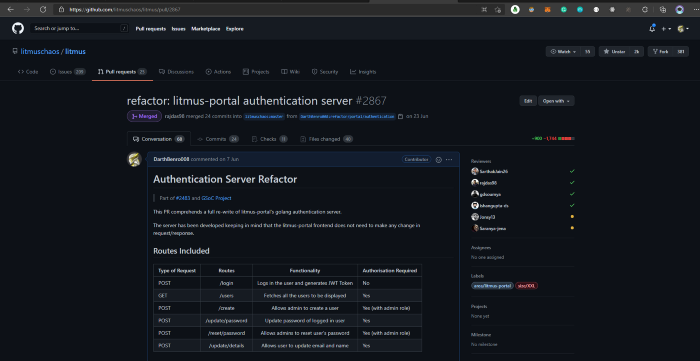 https://github.com/litmuschaos/litmus/pull/2867
Search or jump to...
/
Pull requests
Issues
Marketplace
Explore
litmuschaos / litmus
Watch
55
Unstar
2k
Fork
381
Code
Issues
Pull requests
Discussions
Actions
Projects
Wiki
Security
Insights
refactor: litmus-portal authentication server #2867
Edit
Open with
Merged
rajdas98 merged 24 commits into litmuschaos:master from DarthBenro008:refactor/portal/authentication on 23 Jun
Conversation 68
Commits 24
Checks 0
Files changed
DarthBenro008 commented on 7 Jun
Contributor
Authentication Server Refactor
Part of #2483 and GSoC Project
This PR comprehends a full re-write of litmus-portal's golang authentication server.
The server has been developed keeping in mind that the litmus-portal frontend does not need to make any change in
request/response.
Routes Included
Type of Request Routes Functionality Authorisation Required
POST /login Logs in the user and generates JWT Token No
GET /users Fetches all the users to be displayed Yes
POST /create Allows admin to create a user Yes (with admin role)
POST /update/password Update password of logged in user Yes
POST /reset/password Allows admins to reset user's password Yes (with admin role)
POST /update/details Allows user to update email and name Yes
Reviewers
SarthakJain26
rajdas98
gdsoumya
ishangupta-ds
Jonsy13
Saranya-jena
Assignees
No one assigned
Labels
area/litmus-portal
size/XXL
Projects
None yet
Milestone
No milestone